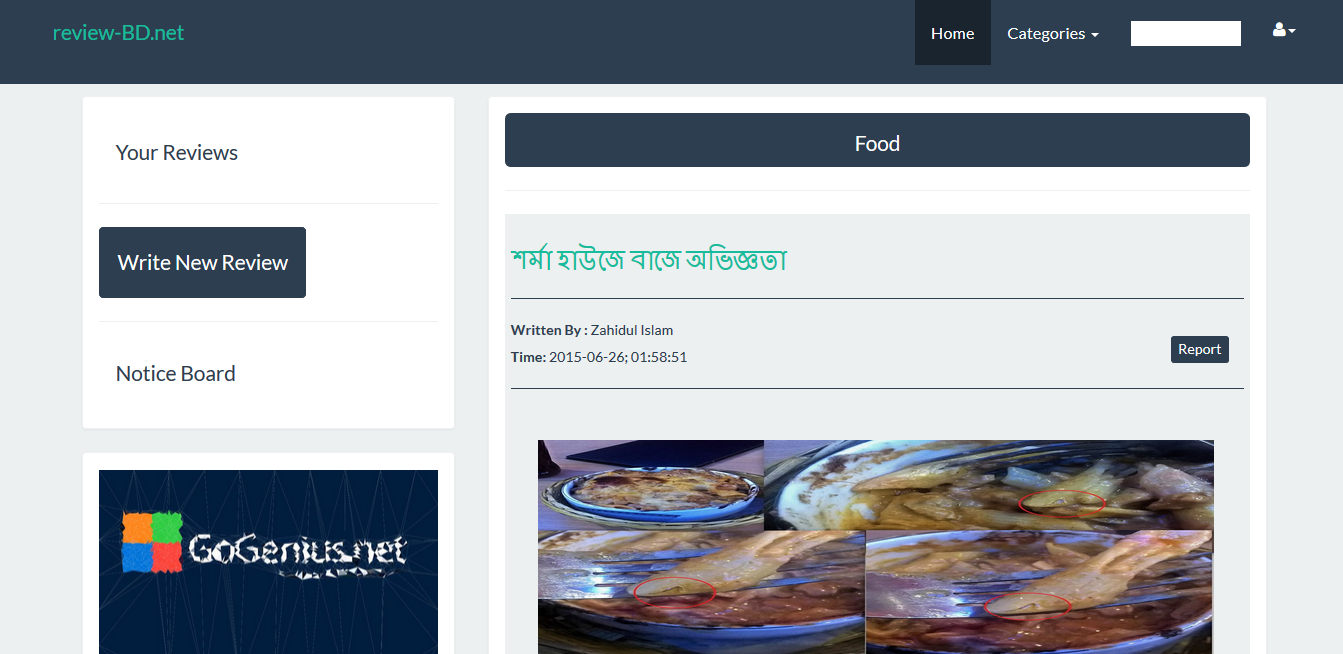 review-BD.net
Home
Categories
Your Reviews
Write New Review
Notice Board
GoGenius.net
Food
শর্মা হাউজে বাজে অভিজ্ঞতা
Written By : Zahidul Islam
Time: 2015-06-26; 01:58:51
Report